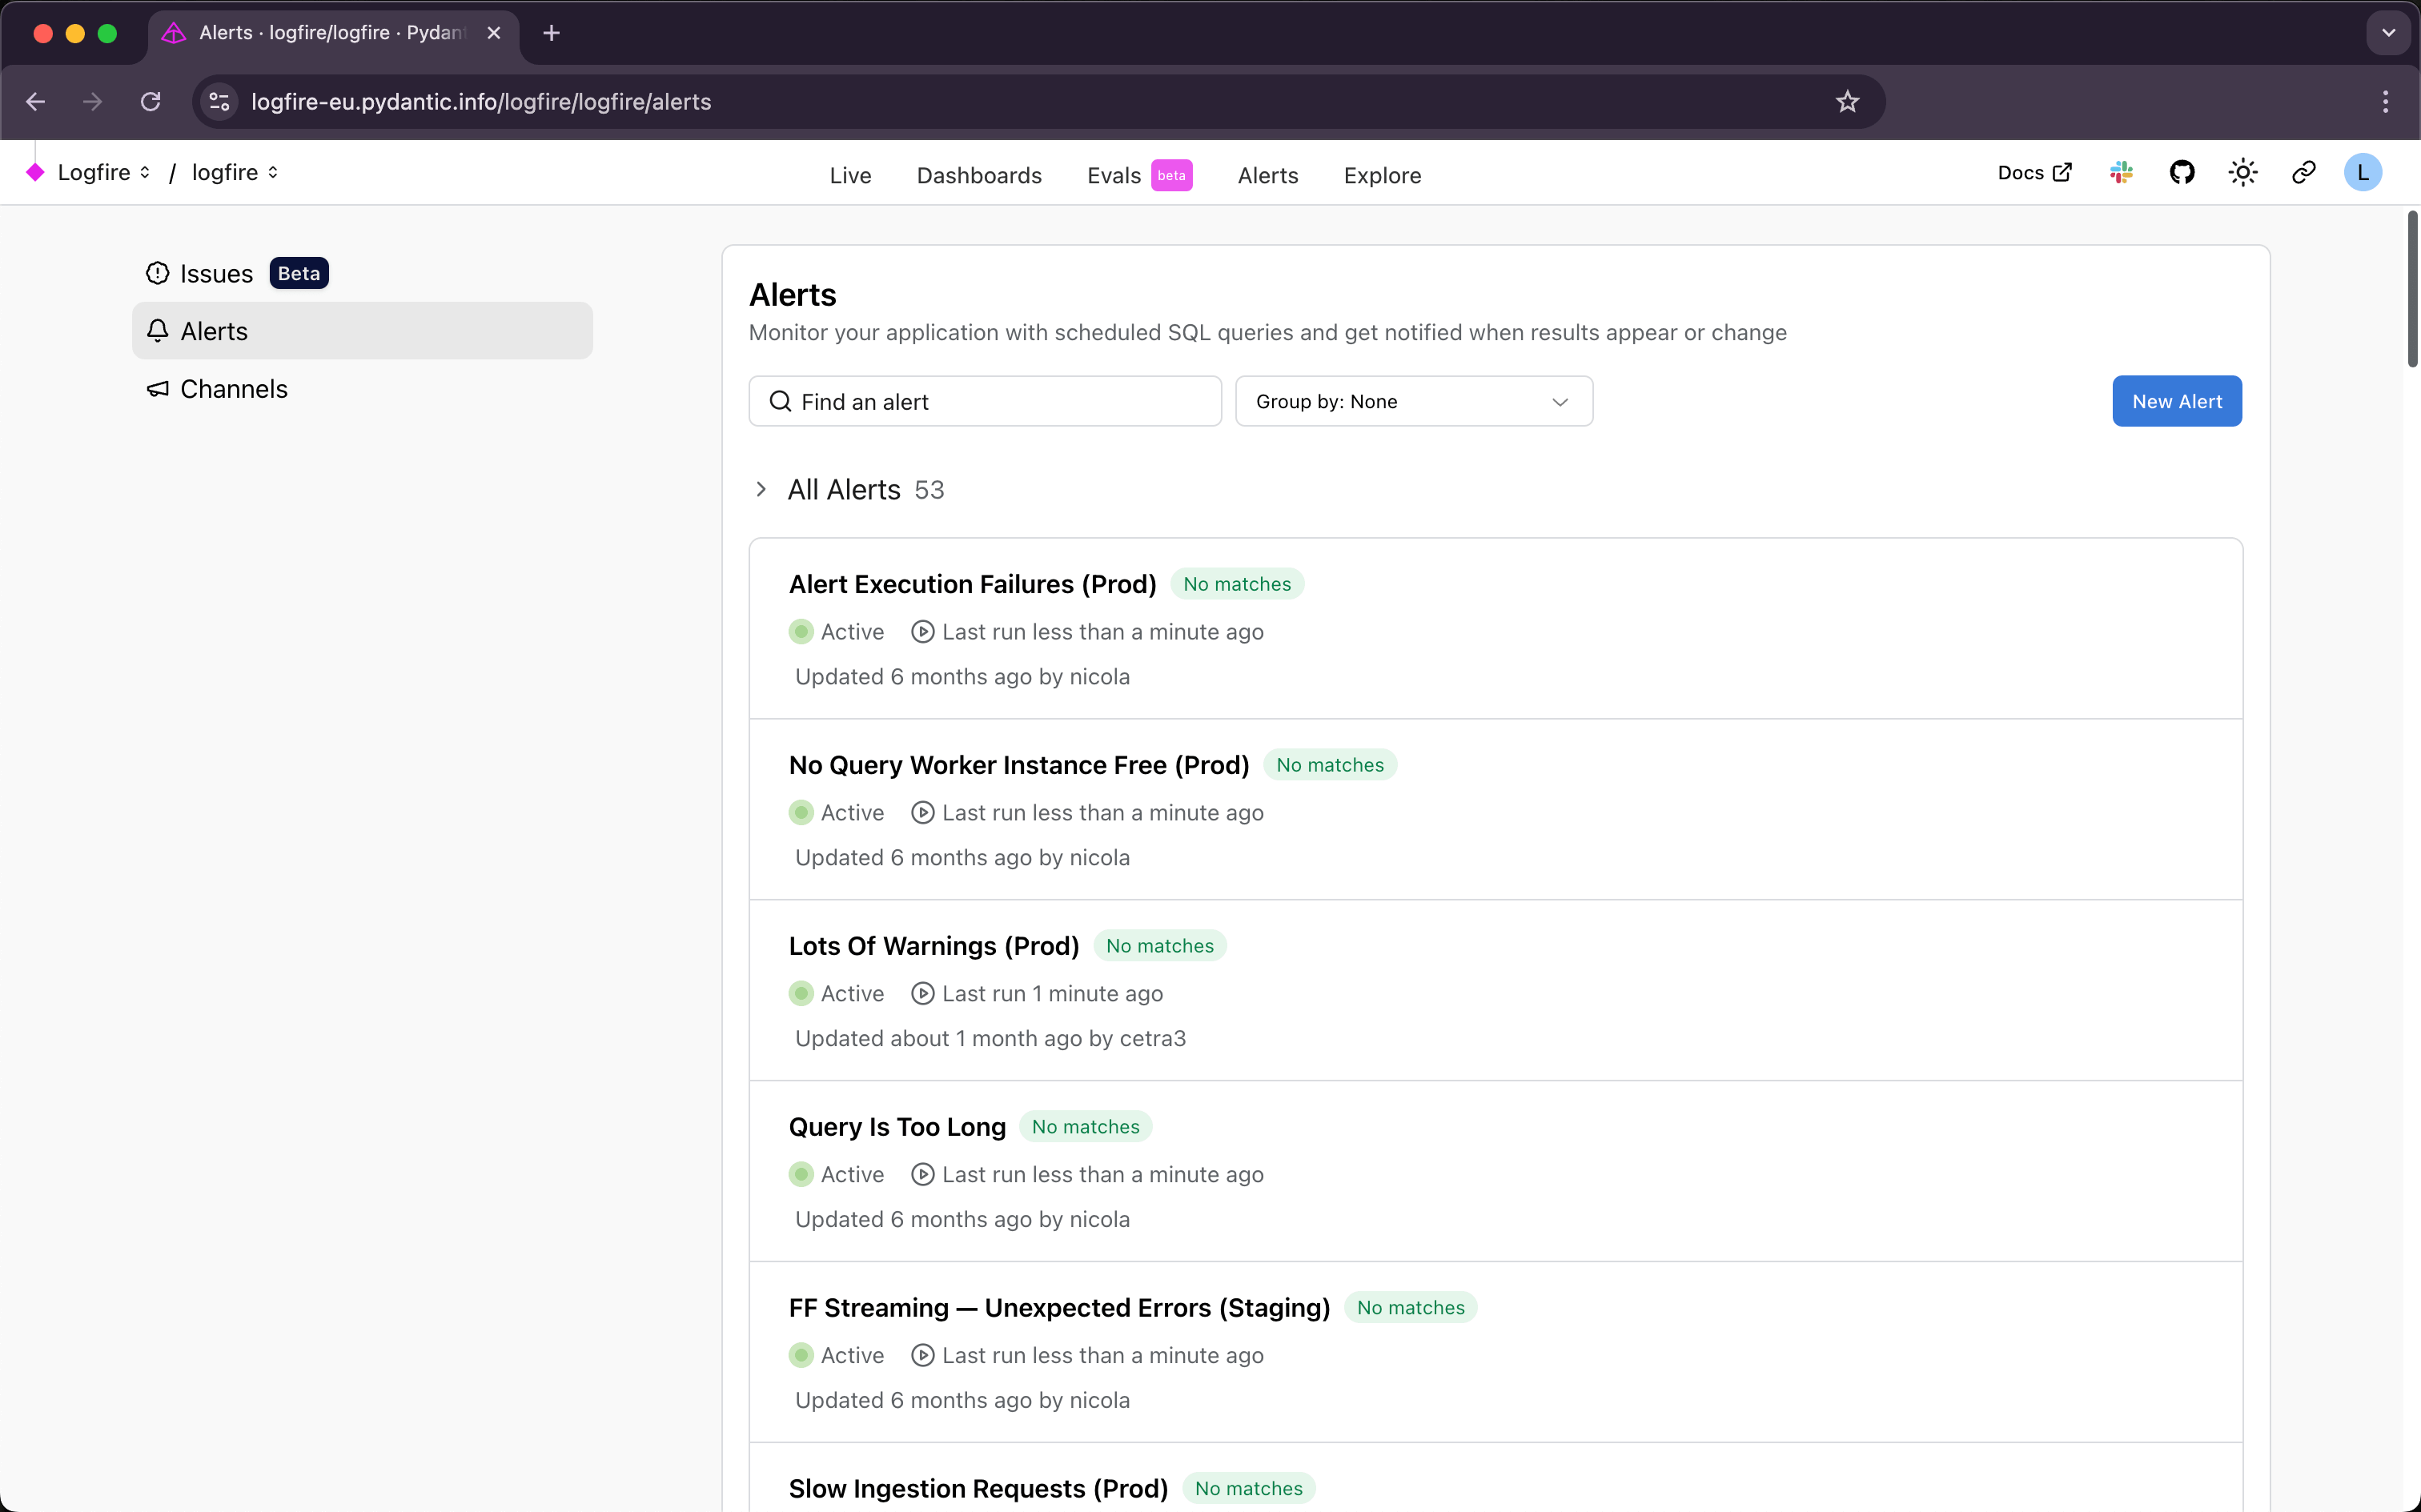 Alerts · logfire/logfire · Pydant
logfire-eu.pydantic.info/logfire/logfire/alerts
Logfire / logfire
Live Dashboards Evals beta Alerts Explore
Docs
L
Issues Beta
Alerts
Channels
Alerts
Monitor your application with scheduled SQL queries and get notified when results appear or change
Find an alert
Group by: None
New Alert
All Alerts 53
Alert Execution Failures (Prod) No matches
Active Last run less than a minute ago
Updated 6 months ago by nicola
No Query Worker Instance Free (Prod) No matches
Active Last run less than a minute ago
Updated 6 months ago by nicola
Lots Of Warnings (Prod) No matches
Active Last run 1 minute ago
Updated about 1 month ago by cetra3
Query Is Too Long No matches
Active Last run less than a minute ago
Updated 6 months ago by nicola
FF Streaming — Unexpected Errors (Staging) No matches
Active Last run less than a minute ago
Updated 6 months ago by nicola
Slow Ingestion Requests (Prod) No matches